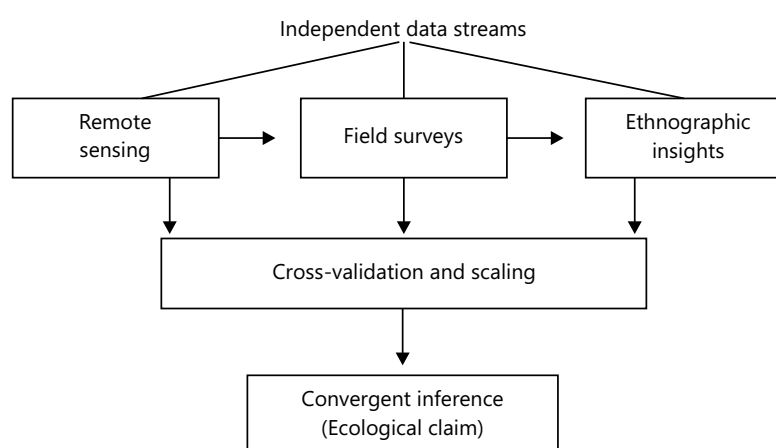 Independent data streams
Remote
sensing
Field surveys
Ethnographic
insights
Cross-validation and scaling
Convergent inference
(Ecological claim)